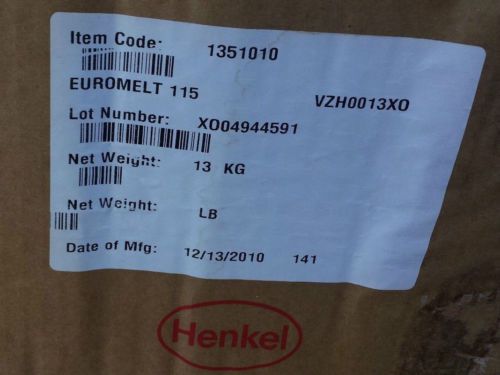 Item Code: 1351010
EUROMELT 115 VZH0013XO
Lot Number: XO04944591
Net Weight: 13 KG
Net Weight: LB
Date of Mfg: 12/13/2010 141
Henkel